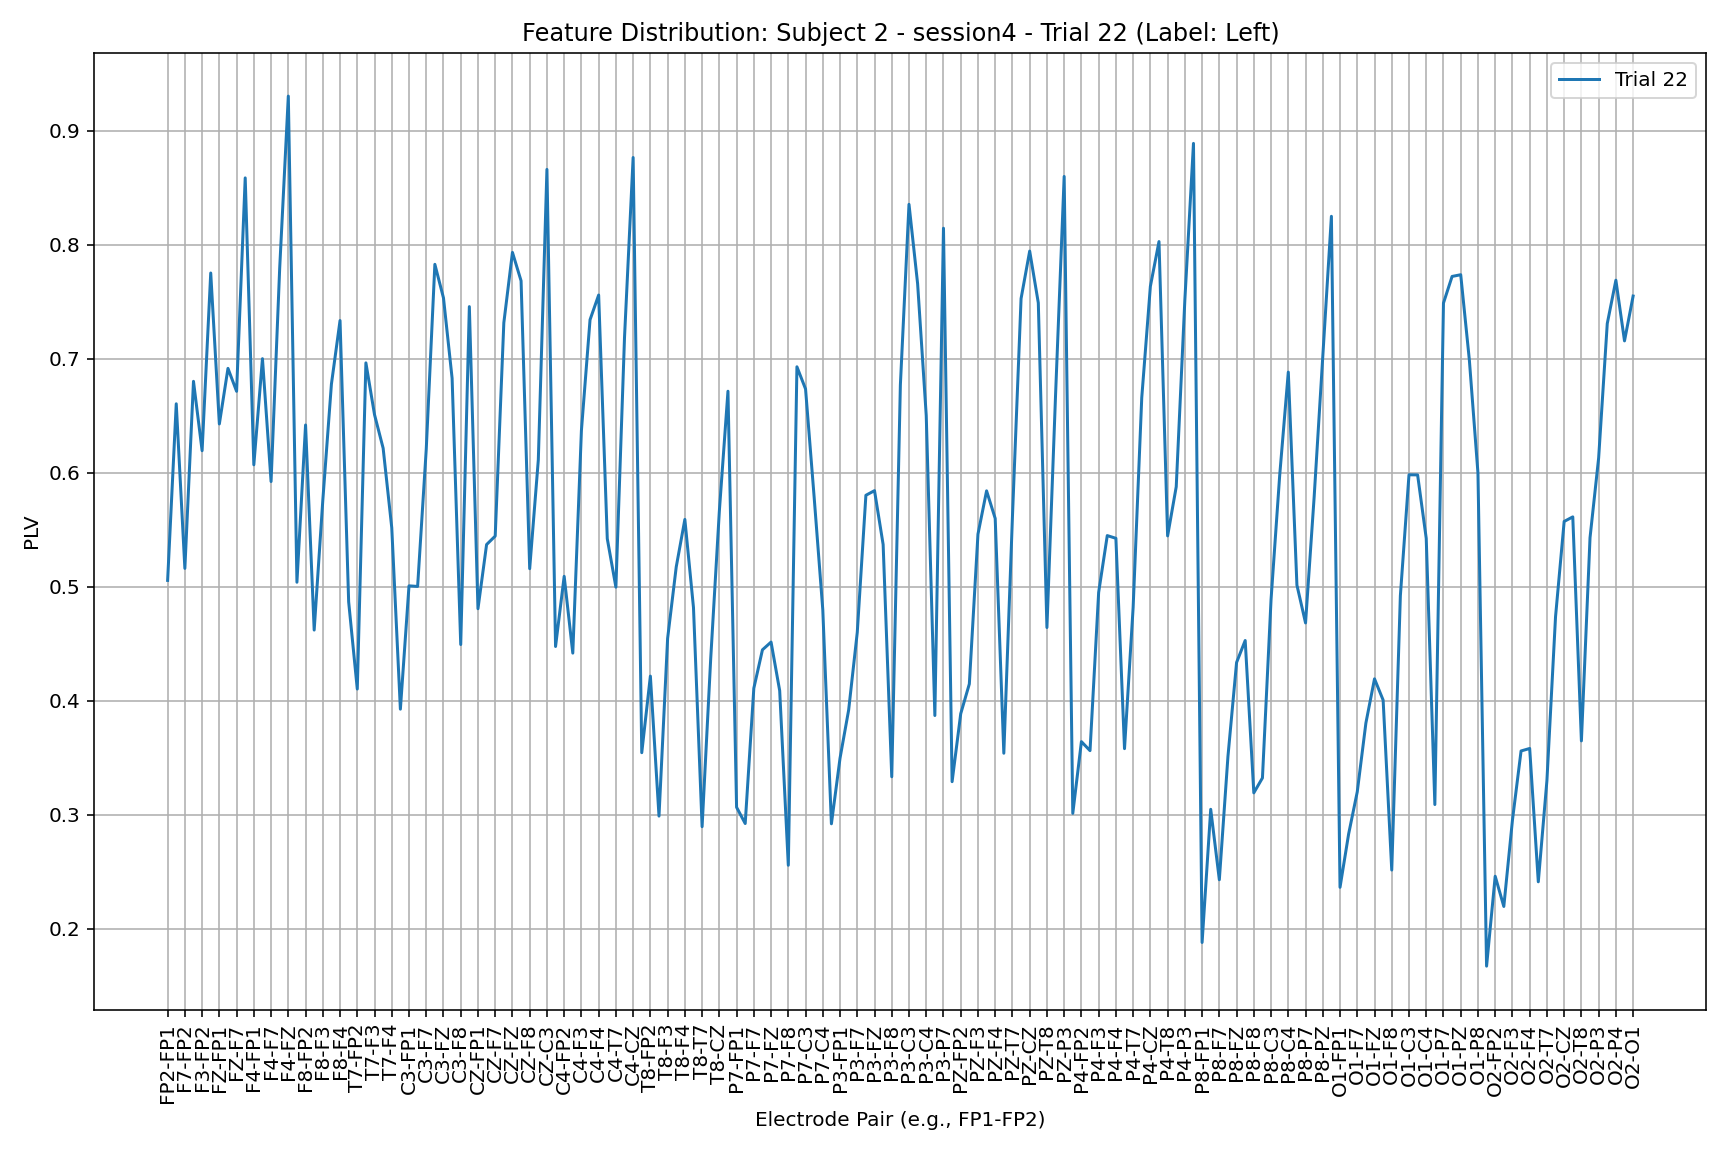 Feature Distribution: Subject 2 - session4 - Trial 22 (Label: Left)
Trial 22
0.9
0.8
0.7
0.6
0.5
0.4
0.3
0.2
PLV
FP2-FP1
F7-FP2
F3-FP2
FZ-FP1
FZ-F7
F4-FP1
F4-F7
F4-FZ
F8-FP2
F8-F3
F8-F4
T7-FP2
T7-F3
T7-F4
C3-FP1
C3-F7
C3-FZ
C3-F8
CZ-FP1
CZ-F7
CZ-FZ
CZ-F8
CZ-C3
C4-FP2
C4-F3
C4-F4
C4-T7
C4-CZ
T8-FP2
T8-F3
T8-F4
T8-T7
T8-CZ
P7-FP1
P7-F7
P7-FZ
P7-F8
P7-C3
P7-C4
P3-FP1
P3-F7
P3-FZ
P3-F8
P3-C3
P3-C4
P3-P7
PZ-FP2
PZ-F3
PZ-F4
PZ-T7
PZ-CZ
PZ-T8
PZ-P3
P4-FP2
P4-F3
P4-F4
P4-T7
P4-CZ
P4-T8
P4-P3
P8-FP1
P8-F7
P8-FZ
P8-F8
P8-C3
P8-C4
P8-P7
P8-PZ
O1-FP1
O1-F7
O1-FZ
O1-F8
O1-C3
O1-C4
O1-P7
O1-PZ
O1-P8
O2-FP2
O2-F3
O2-F4
O2-T7
O2-CZ
O2-T8
O2-P3
O2-P4
O2-O1
Electrode Pair (e.g., FP1-FP2)